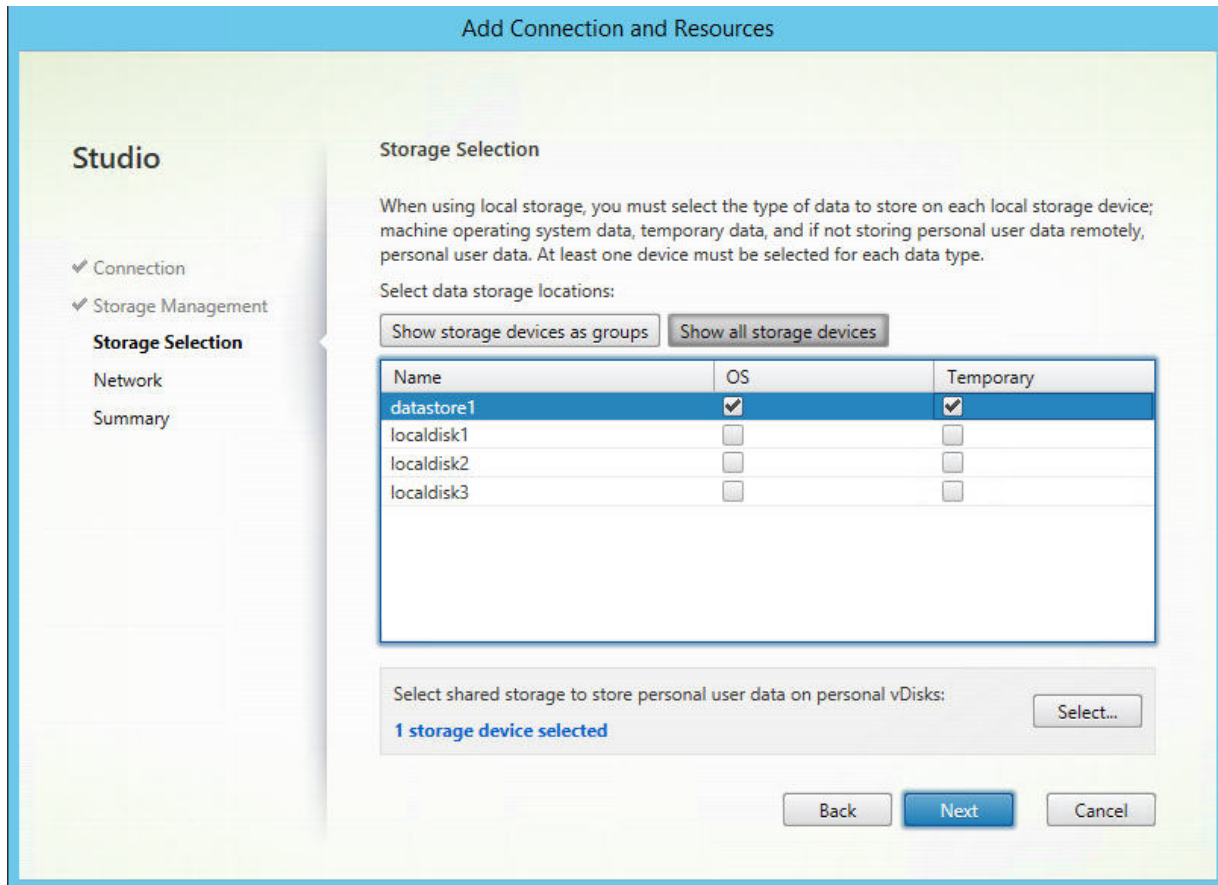 Add Connection and Resources
Studio
Connection
Storage Management
Storage Selection
Network
Summary
Storage Selection
When using local storage, you must select the type of data to store on each local storage device;
machine operating system data, temporary data, and if not storing personal user data remotely,
personal user data. At least one device must be selected for each data type.
Select data storage locations:
Show storage devices as groups Show all storage devices
Name OS Temporary
datastore1
localdisk1
localdisk2
localdisk3
Select shared storage to store personal user data on personal vDisks:
Select...
1 storage device selected
Back Next Cancel